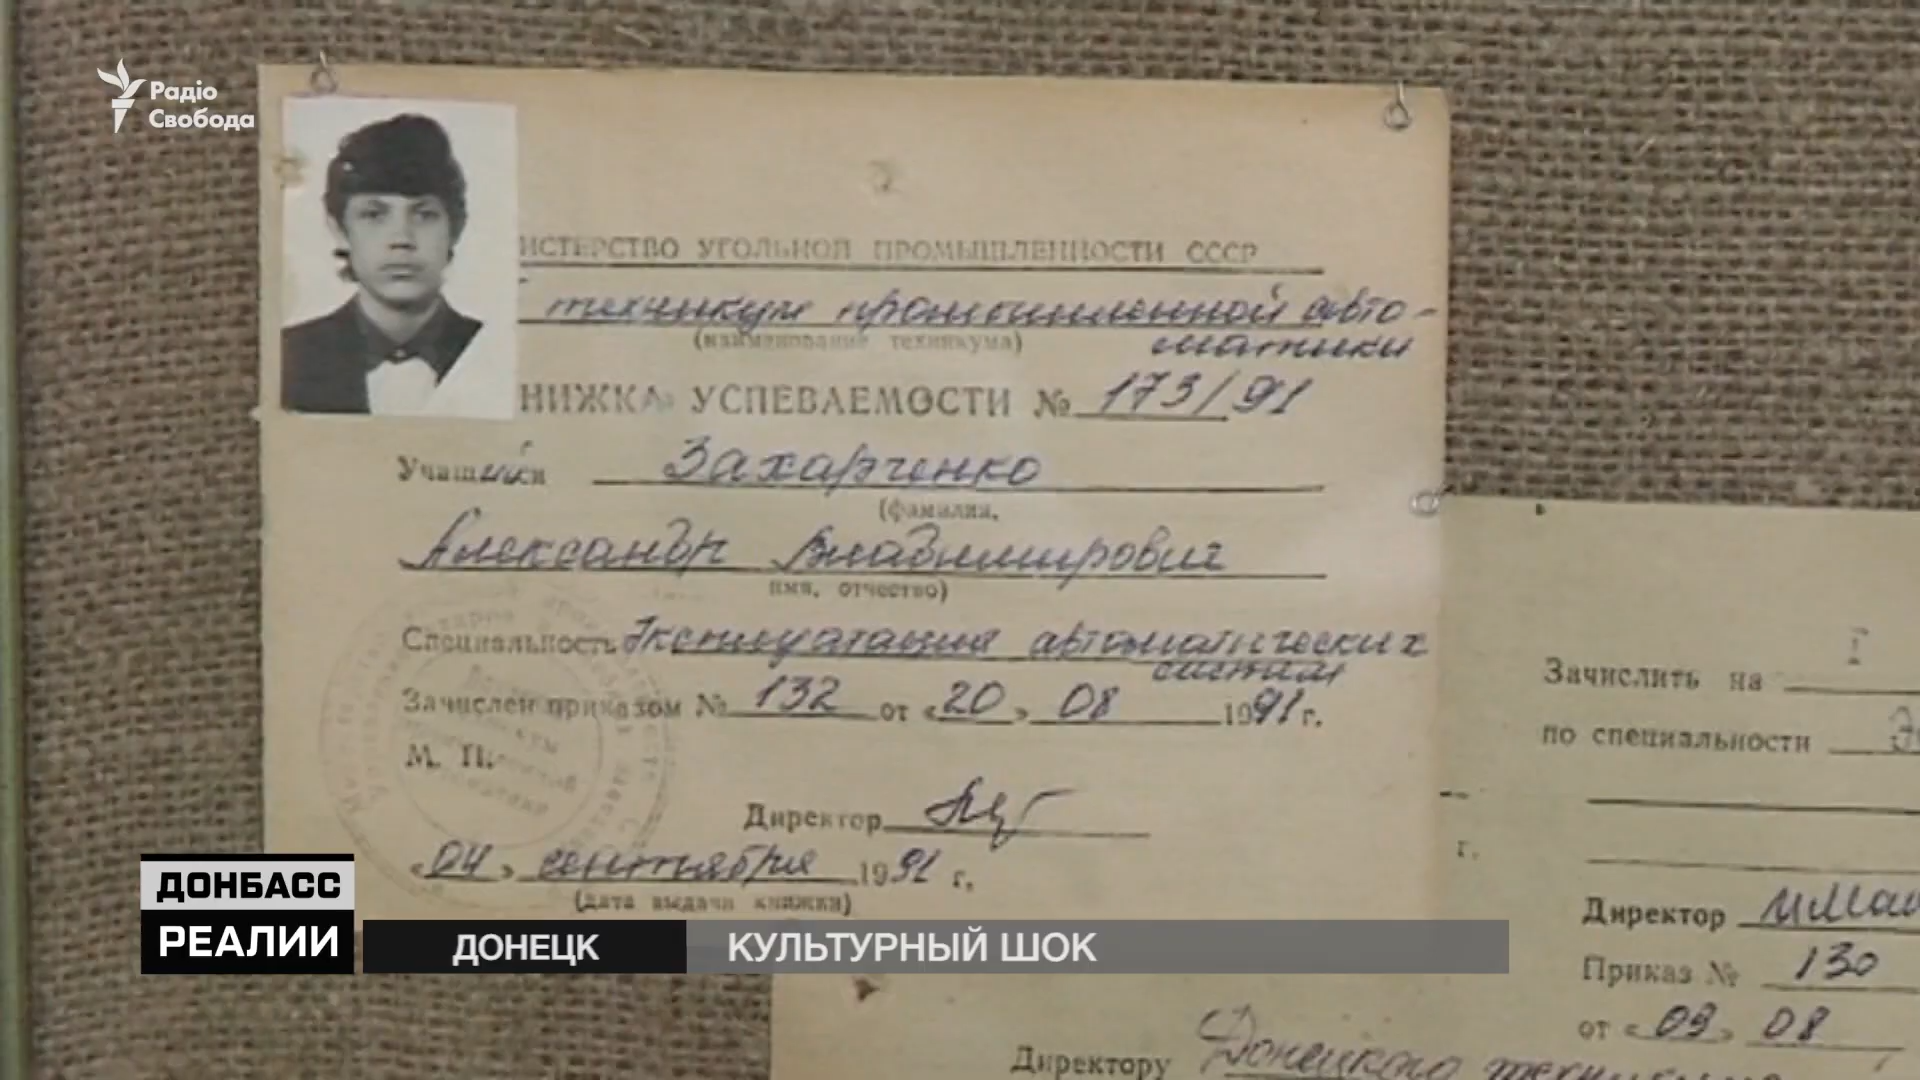 Радіо
Свобода
ИСТЕРСТВО УГОЛЬНОЙ ПРОМЫШЛЕННОСТИ СССР
техникум промышленной авто-
(наименование техникума) матики
НИЖКА УСПЕВАЕМОСТИ № 173/91
Захарченко
(фамилия,
Александр Владимирович
имя, отчество)
Специальность Эксплуатация автоматических
систем
Зачислен приказом № 132 от «20» 08 1991 г.
М. П.
Директор
«04» сентября 1991 г.
(дата выдачи книжки)
Зачислить на I
по специальности
г.
Директор
Приказ № 130
от «09» 08
Директору Донецкого
ДОНБАСС
РЕАЛИИ
ДОНЕЦК
КУЛЬТУРНЫЙ ШОК